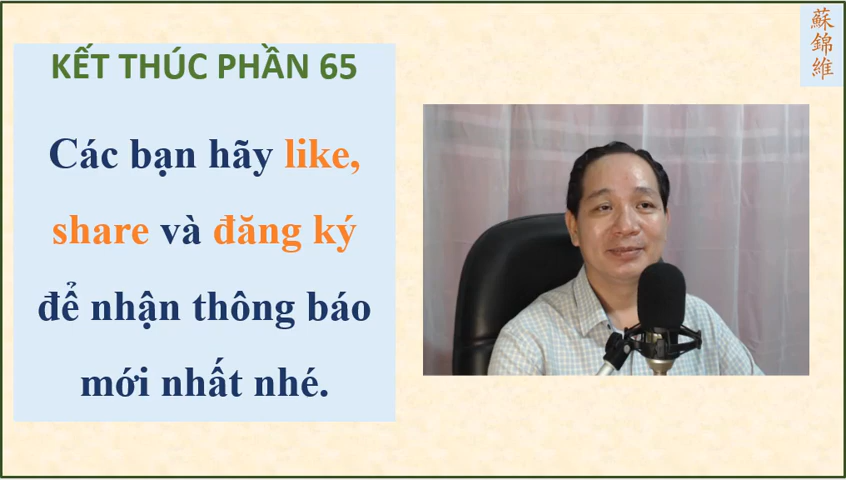 KẾT THÚC PHẦN 65
Các bạn hãy like,
share và đăng ký
để nhận thông báo
mới nhất nhé.
蘇錦維